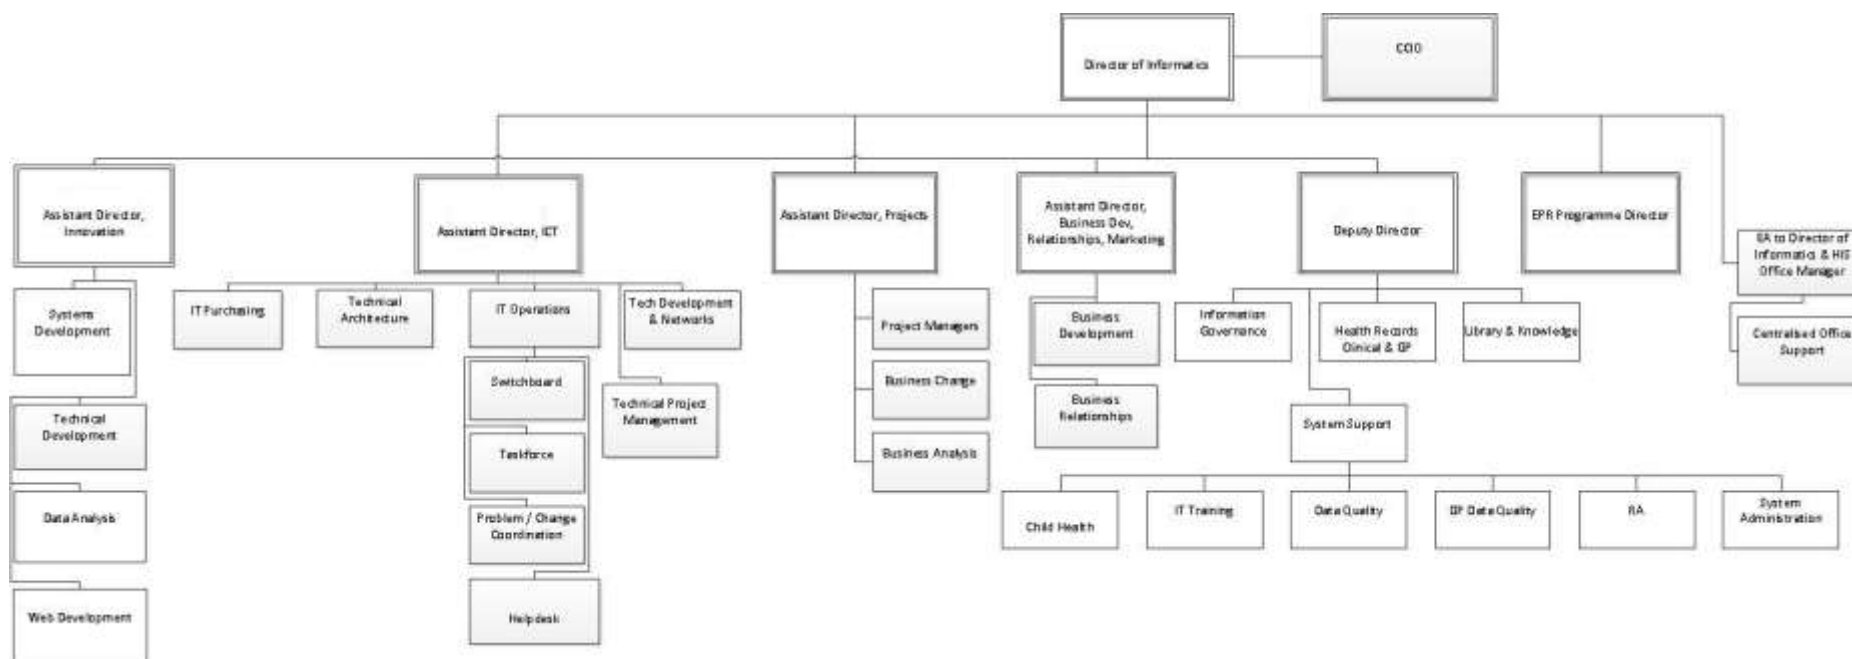 Director of Informatics
CCIO
Assistant Director,
Innovation
Assistant Director, ICT
Assistant Director, Projects
Assistant Director,
Business Dev,
Relationships, Marketing
Deputy Director
EPR Programme Director
EA to Director of
Informatics & HIS
Office Manager
Systems
Development
IT Purchasing
Technical
Architecture
IT Operations
Tech Development
& Networks
Project Managers
Business
Development
Information
Governance
Health Records
Clinical & GP
Library & Knowledge
Centralised Office
Support
Technical
Development
Switchboard
Technical Project
Management
Business Change
Business
Relationships
System Support
Taskforce
Business Analysis
Data Analysis
Problem / Change
Coordination
Child Health
IT Training
Data Quality
GP Data Quality
RA
System
Administration
Web Development
Helpdesk